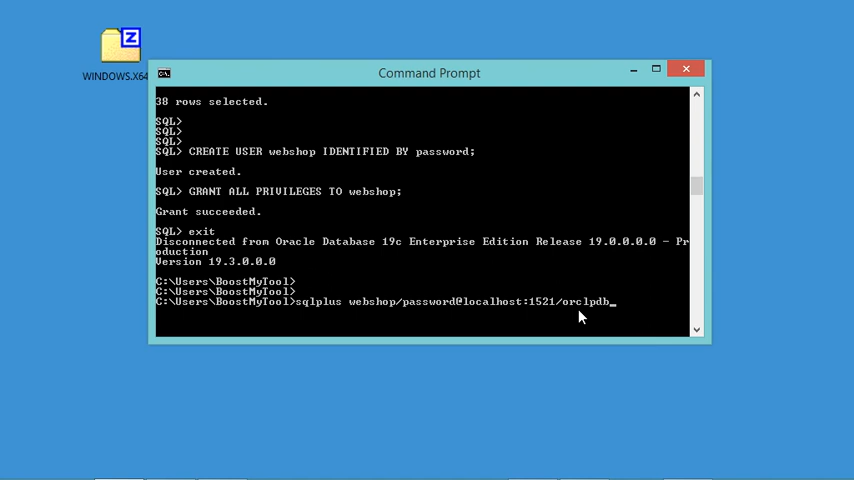 Z
WINDOWS.X64
C:\.
Command Prompt
38 rows selected.
SQL>
SQL>
SQL>
SQL> CREATE USER webshop IDENTIFIED BY password;
User created.
SQL> GRANT ALL PRIVILEGES TO webshop;
Grant succeeded.
SQL> exit
Disconnected from Oracle Database 19c Enterprise Edition Release 19.0.0.0.0 - Pr
oduction
Version 19.3.0.0.0
C:\Users\BoostMyTool>
C:\Users\BoostMyTool>
C:\Users\BoostMyTool>sqlplus webshop/password@localhost:1521/orclpdb_